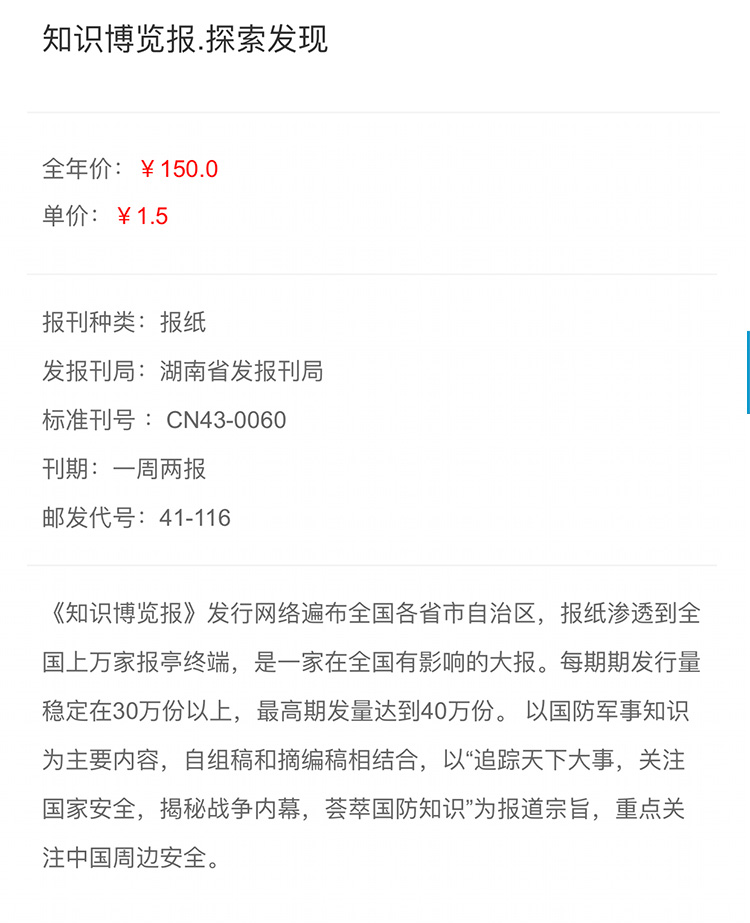 知识博览报.探索发现
全年价：￥150.0
单价：￥1.5
报刊种类：报纸
发报刊局：湖南省发报刊局
标准刊号 ：CN43-0060
刊期：一周两报
邮发代号：41-116
《知识博览报》发行网络遍布全国各省市自治区，报纸渗透到全
国上万家报亭终端，是一家在全国有影响的大报。每期期发行量
稳定在30万份以上，最高期发量达到40万份。 以国防军事知识
为主要内容，自组稿和摘编稿相结合，以“追踪天下大事，关注
国家安全，揭秘战争内幕，荟萃国防知识”为报道宗旨，重点关
注中国周边安全。